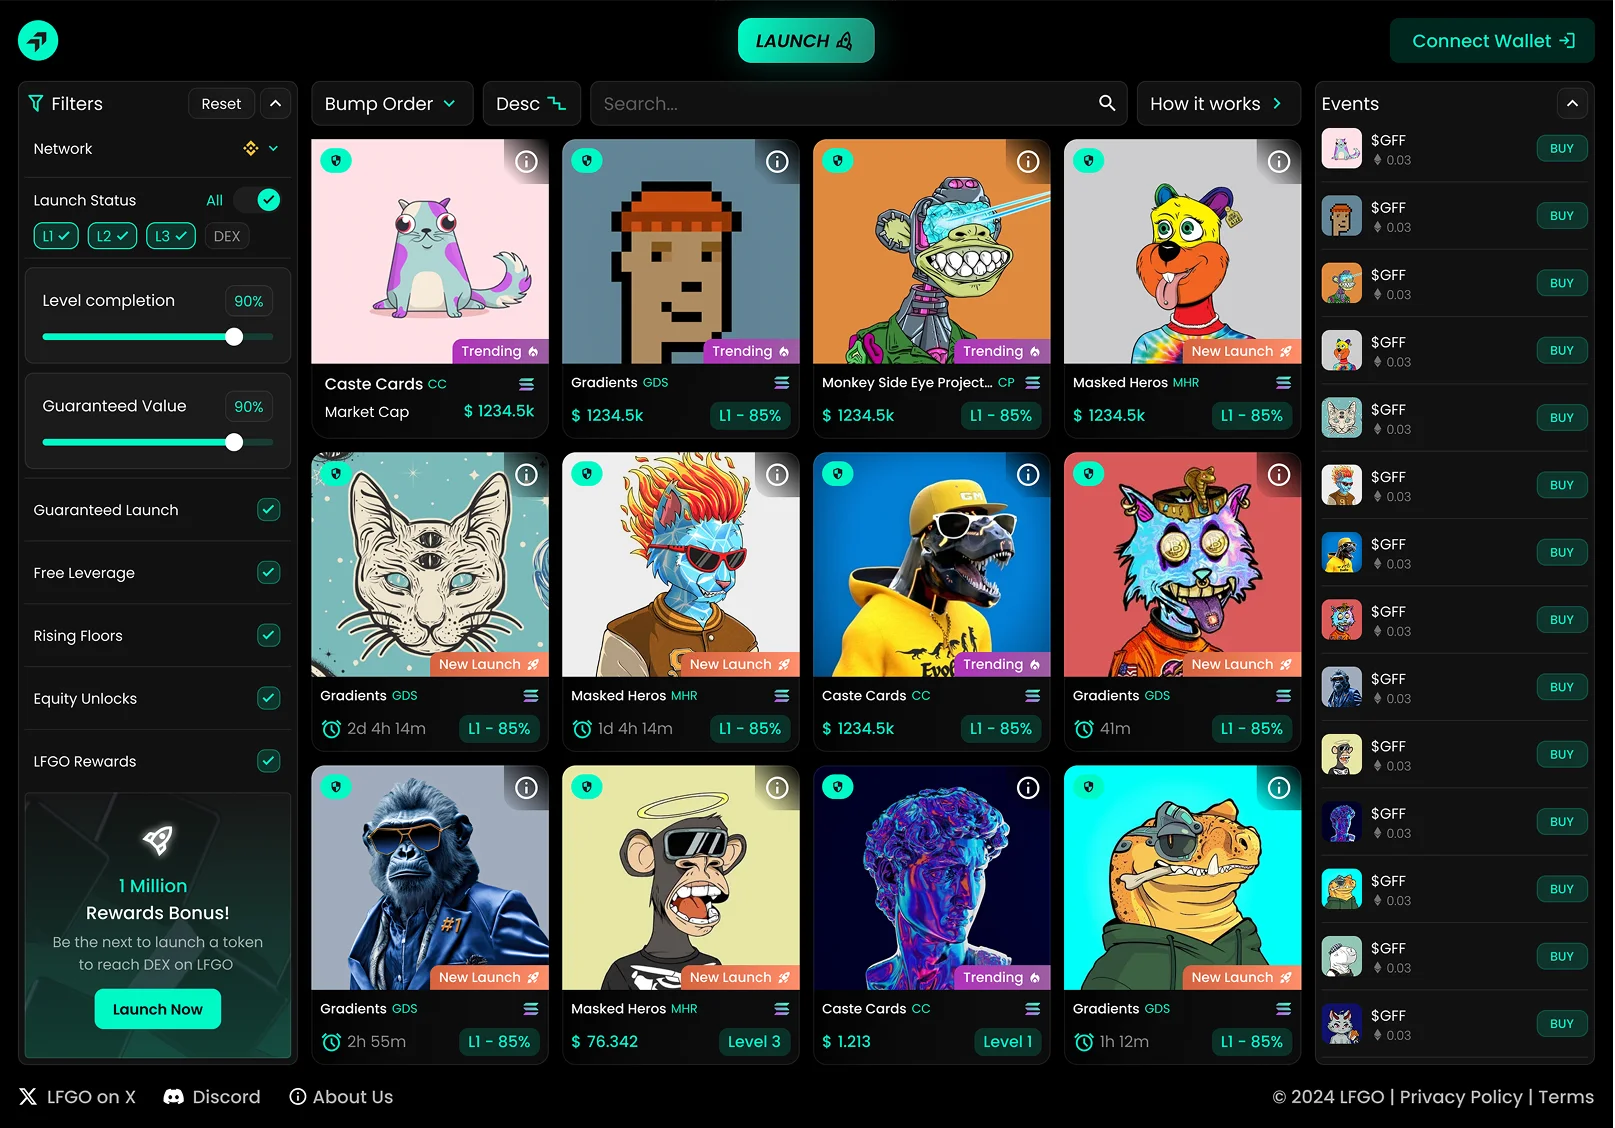 LAUNCH
Connect Wallet
Filters
Reset
Network
Launch Status
All
L1
L2
L3
DEX
Level completion
90%
Guaranteed Value
90%
Guaranteed Launch
Free Leverage
Rising Floors
Equity Unlocks
LFGO Rewards
1 Million
Rewards Bonus!
Be the next to launch a token
to reach DEX on LFGO
Launch Now
Bump Order
Desc
Search...
How it works
Trending
Caste Cards CC
Market Cap
$ 1234.5k
Trending
Gradients GDS
$ 1234.5k
L1 - 85%
Trending
Monkey Side Eye Project... CP
$ 1234.5k
L1 - 85%
New Launch
Masked Heros MHR
$ 1234.5k
L1 - 85%
New Launch
Gradients GDS
2d 4h 14m
L1 - 85%
S
New Launch
Masked Heros MHR
1d 4h 14m
L1 - 85%
GM
Evol
Trending
Caste Cards CC
$ 1234.5k
L1 - 85%
New Launch
Gradients GDS
41m
L1 - 85%
#1
New Launch
Gradients GDS
2h 55m
L1 - 85%
New Launch
Masked Heros MHR
$ 76.342
Level 3
Trending
Caste Cards CC
$ 1.213
Level 1
New Launch
Gradients GDS
1h 12m
L1 - 85%
Events
$GFF
0.03
BUY
$GFF
0.03
BUY
$GFF
0.03
BUY
$GFF
0.03
BUY
$GFF
0.03
BUY
$GFF
0.03
BUY
$GFF
0.03
BUY
$GFF
0.03
BUY
$GFF
0.03
BUY
$GFF
0.03
BUY
$GFF
0.03
BUY
$GFF
0.03
BUY
$GFF
0.03
BUY
$GFF
0.03
BUY
LFGO on X
Discord
About Us
© 2024 LFGO | Privacy Policy | Terms